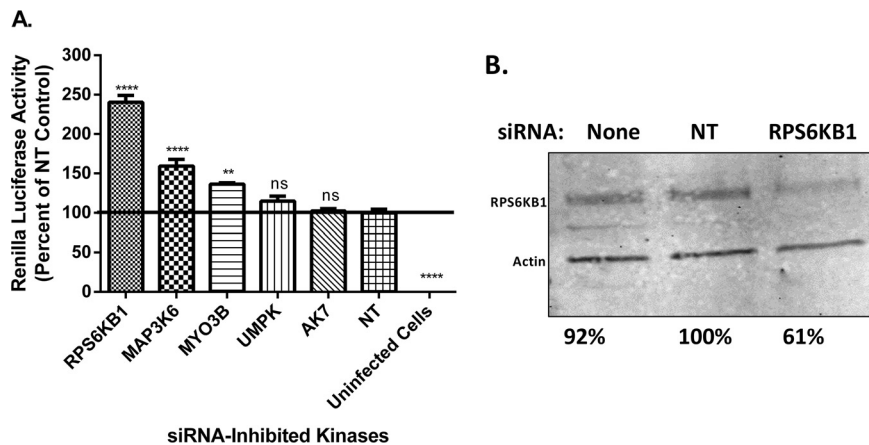 A.
Renilla Luciferase Activity
(Percent of NT Control)
300
250
200
150
100
50
0
****
****
**
ns
ns
****
RPS6KB1
MAP3K6
MYO3B
UMPK
AK7
NT
Uninfected Cells
siRNA-Inhibited Kinases
B.
siRNA: None NT RPS6KB1
RPS6KB1
Actin
92% 100% 61%